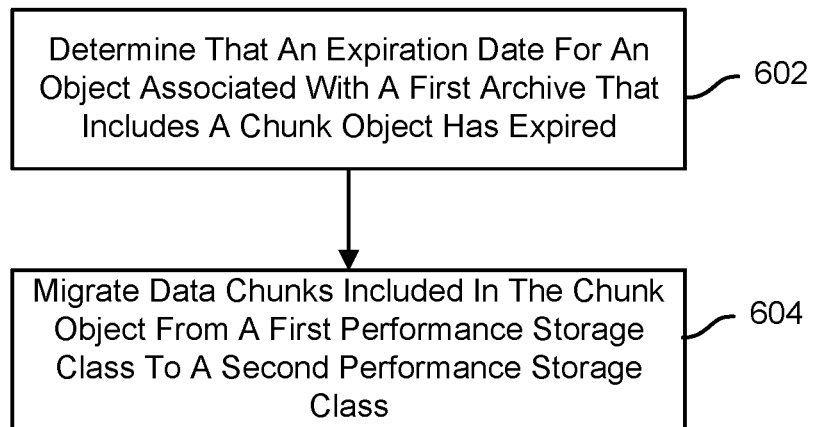 Determine That An Expiration Date For An
Object Associated With A First Archive That
Includes A Chunk Object Has Expired
602
Migrate Data Chunks Included In The Chunk
Object From A First Performance Storage
Class To A Second Performance Storage
Class
604